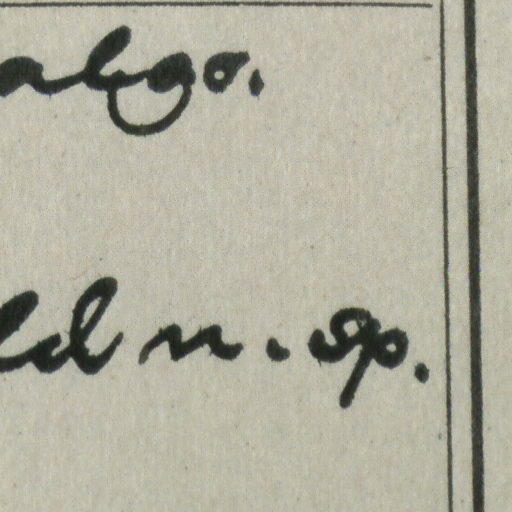 algo.
ld n. sp.